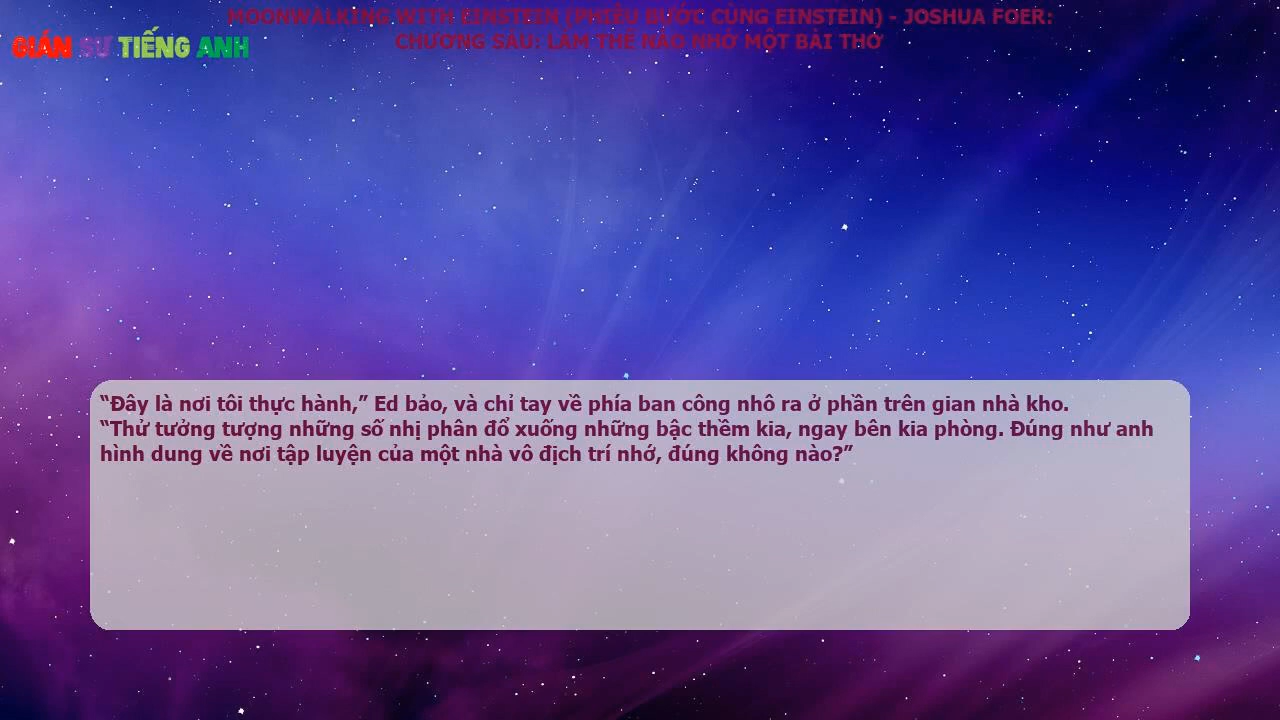 MOONWALKING WITH EINSTEIN (PHIÊU BƯỚC CÙNG EINSTEIN) - JOSHUA FOER:
CHƯƠNG SÁU: LÀM THẾ NÀO NHỚ MỘT BÀI THƠ
GIÁN SƯ TIẾNG ANH
“Đây là nơi tôi thực hành,” Ed bảo, và chỉ tay về phía ban công nhô ra ở phần trên gian nhà kho.
“Thử tưởng tượng những số nhị phân đổ xuống những bậc thềm kia, ngay bên kia phòng. Đúng như anh
hình dung về nơi tập luyện của một nhà vô địch trí nhớ, đúng không nào?”